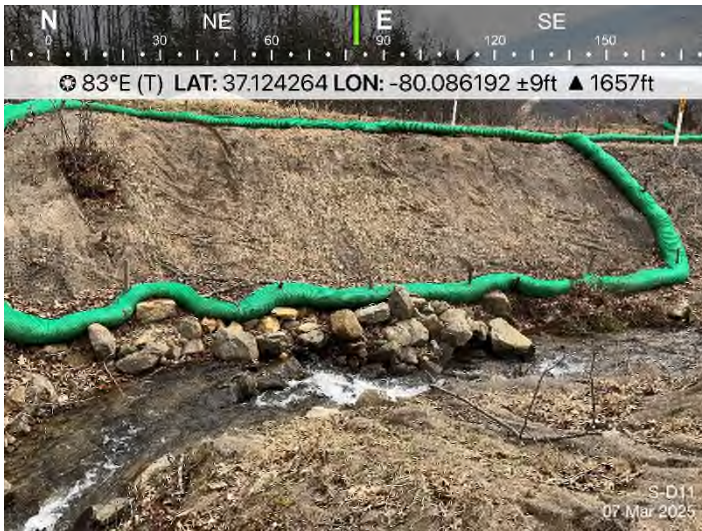 N NE E SE
0 30 60 90 120 150
83°E (T) LAT: 37.124264 LON: -80.086192 ±9ft ▲ 1657ft
S-D11
07 Mar 2025